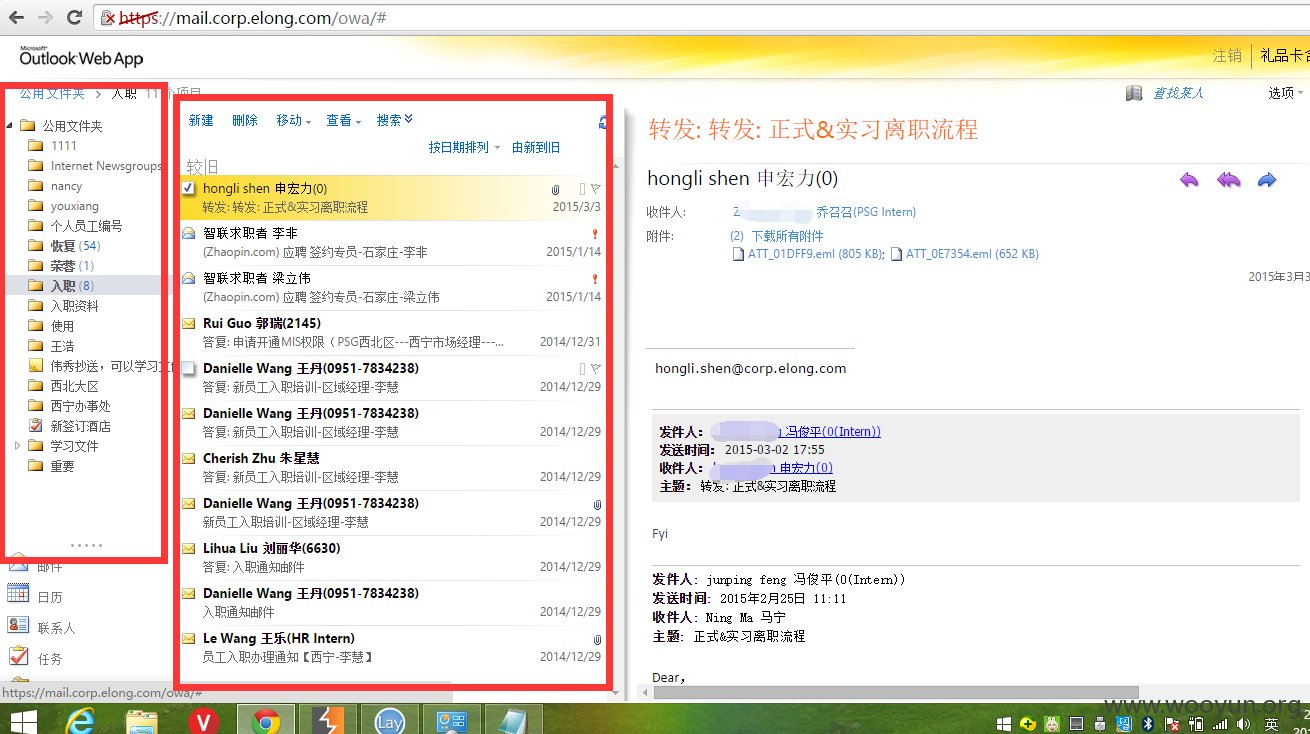 https://mail.corp.elong.com/owa/#
Microsoft®
Outlook Web App
注销
礼品卡
公用文件夹 > 入职
查找某人
选项
公用文件夹
1111
Internet Newsgroups
nancy
youxiang
个人员工编号
恢复 (54)
荣蓉 (1)
入职 (8)
入职资料
使用
王浩
伟秀抄送，可以学习文
西北大区
西宁办事处
新签订酒店
学习文件
重要
邮件
日历
联系人
任务
https://mail.corp.elong.com/owa/#
新建 删除 移动 查看 搜索
按日期排列 由新到旧
较旧
hongli shen 申宏力(0)
转发: 转发: 正式&实习离职流程 2015/3/3
智联求职者 李非
(Zhaopin.com) 应聘 签约专员-石家庄-李非 2015/1/14
智联求职者 梁立伟
(Zhaopin.com) 应聘 签约专员-石家庄-梁立伟 2015/1/14
Rui Guo 郭瑞(2145)
答复: 申请开通MIS权限（PSG西北区---西宁市场经理---... 2014/12/31
Danielle Wang 王丹(0951-7834238)
答复: 新员工入职培训-区域经理-李慧 2014/12/29
Danielle Wang 王丹(0951-7834238)
答复: 新员工入职培训-区域经理-李慧 2014/12/29
Cherish Zhu 朱星慧
答复: 新员工入职培训-区域经理-李慧 2014/12/29
Danielle Wang 王丹(0951-7834238)
新员工入职培训-区域经理-李慧 2014/12/29
Lihua Liu 刘丽华(6630)
答复: 入职通知邮件 2014/12/29
Danielle Wang 王丹(0951-7834238)
入职通知邮件 2014/12/29
Le Wang 王乐(HR Intern)
员工入职办理通知【西宁-李慧】 2014/12/29
转发: 转发: 正式&实习离职流程
hongli shen 申宏力(0)
收件人: Z 乔召召(PSG Intern)
附件: (2) 下载所有附件
ATT_01DFF9.eml (805 KB); ATT_0E7354.eml (652 KB)
2015年3月3
hongli.shen@corp.elong.com
发件人: 冯俊平(0(Intern))
发送时间: 2015-03-02 17:55
收件人: 申宏力(0)
主题: 转发: 正式&实习离职流程
Fyi
发件人: junping feng 冯俊平(0(Intern))
发送时间: 2015年2月25日 11:11
收件人: Ning Ma 马宁
主题: 正式&实习离职流程
Dear,
Lay
英
www.wooyun.org